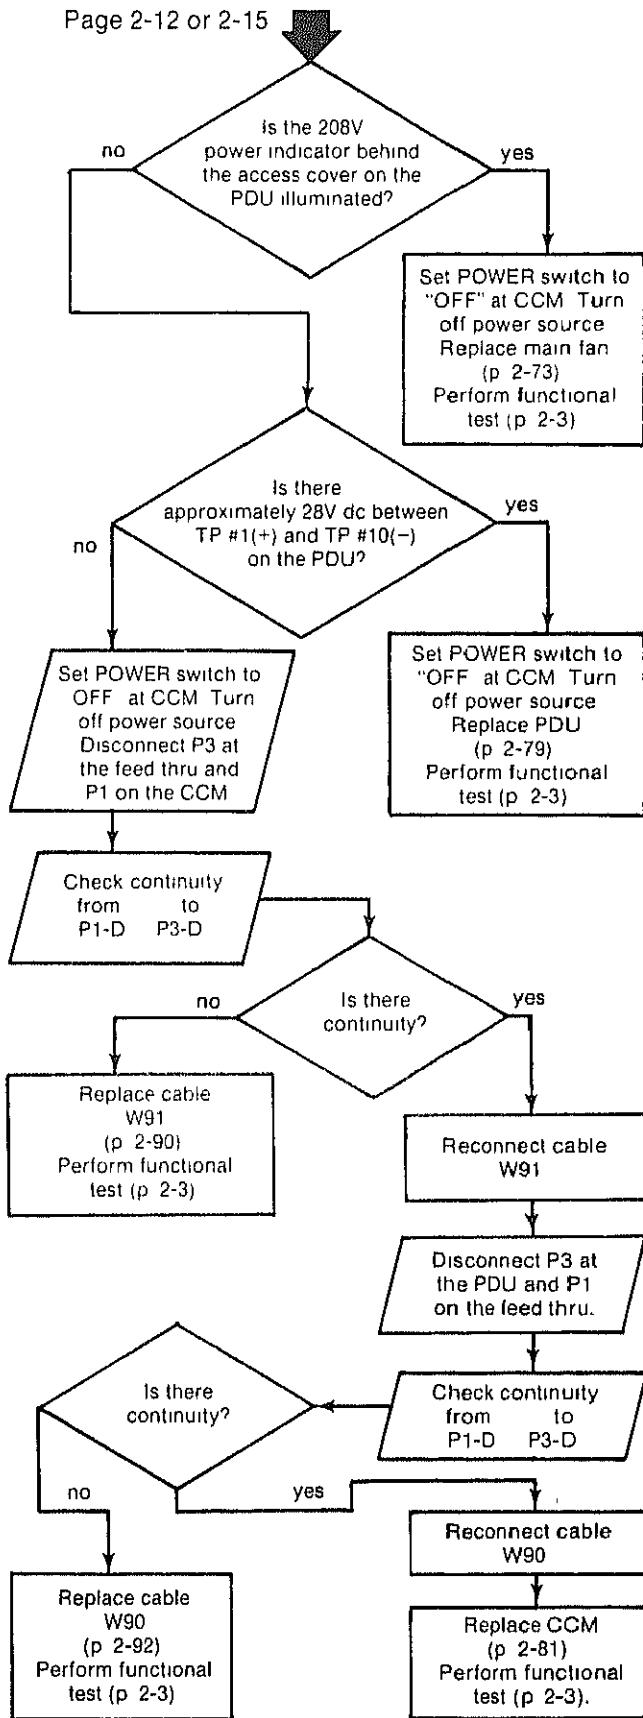 Page 2-12 or 2-15
Is the 208V
power indicator behind
the access cover on the
PDU illuminated?
no
yes
Set POWER switch to
"OFF" at CCM Turn
off power source
Replace main fan
(p 2-73)
Perform functional
test (p 2-3)
Is there
approximately 28V dc between
TP #1(+) and TP #10(−)
on the PDU?
no
yes
Set POWER switch to
OFF at CCM Turn
off power source
Disconnect P3 at
the feed thru and
P1 on the CCM
Set POWER switch to
"OFF at CCM Turn
off power source
Replace PDU
(p 2-79)
Perform functional
test (p 2-3)
Check continuity
from to
P1-D P3-D
Is there
continuity?
no
yes
Replace cable
W91
(p 2-90)
Perform functional
test (p 2-3)
Reconnect cable
W91
Disconnect P3 at
the PDU and P1
on the feed thru.
Check continuity
from to
P1-D P3-D
Is there
continuity?
no
yes
Reconnect cable
W90
Replace cable
W90
(p 2-92)
Perform functional
test (p 2-3)
Replace CCM
(p 2-81)
Perform functional
test (p 2-3).